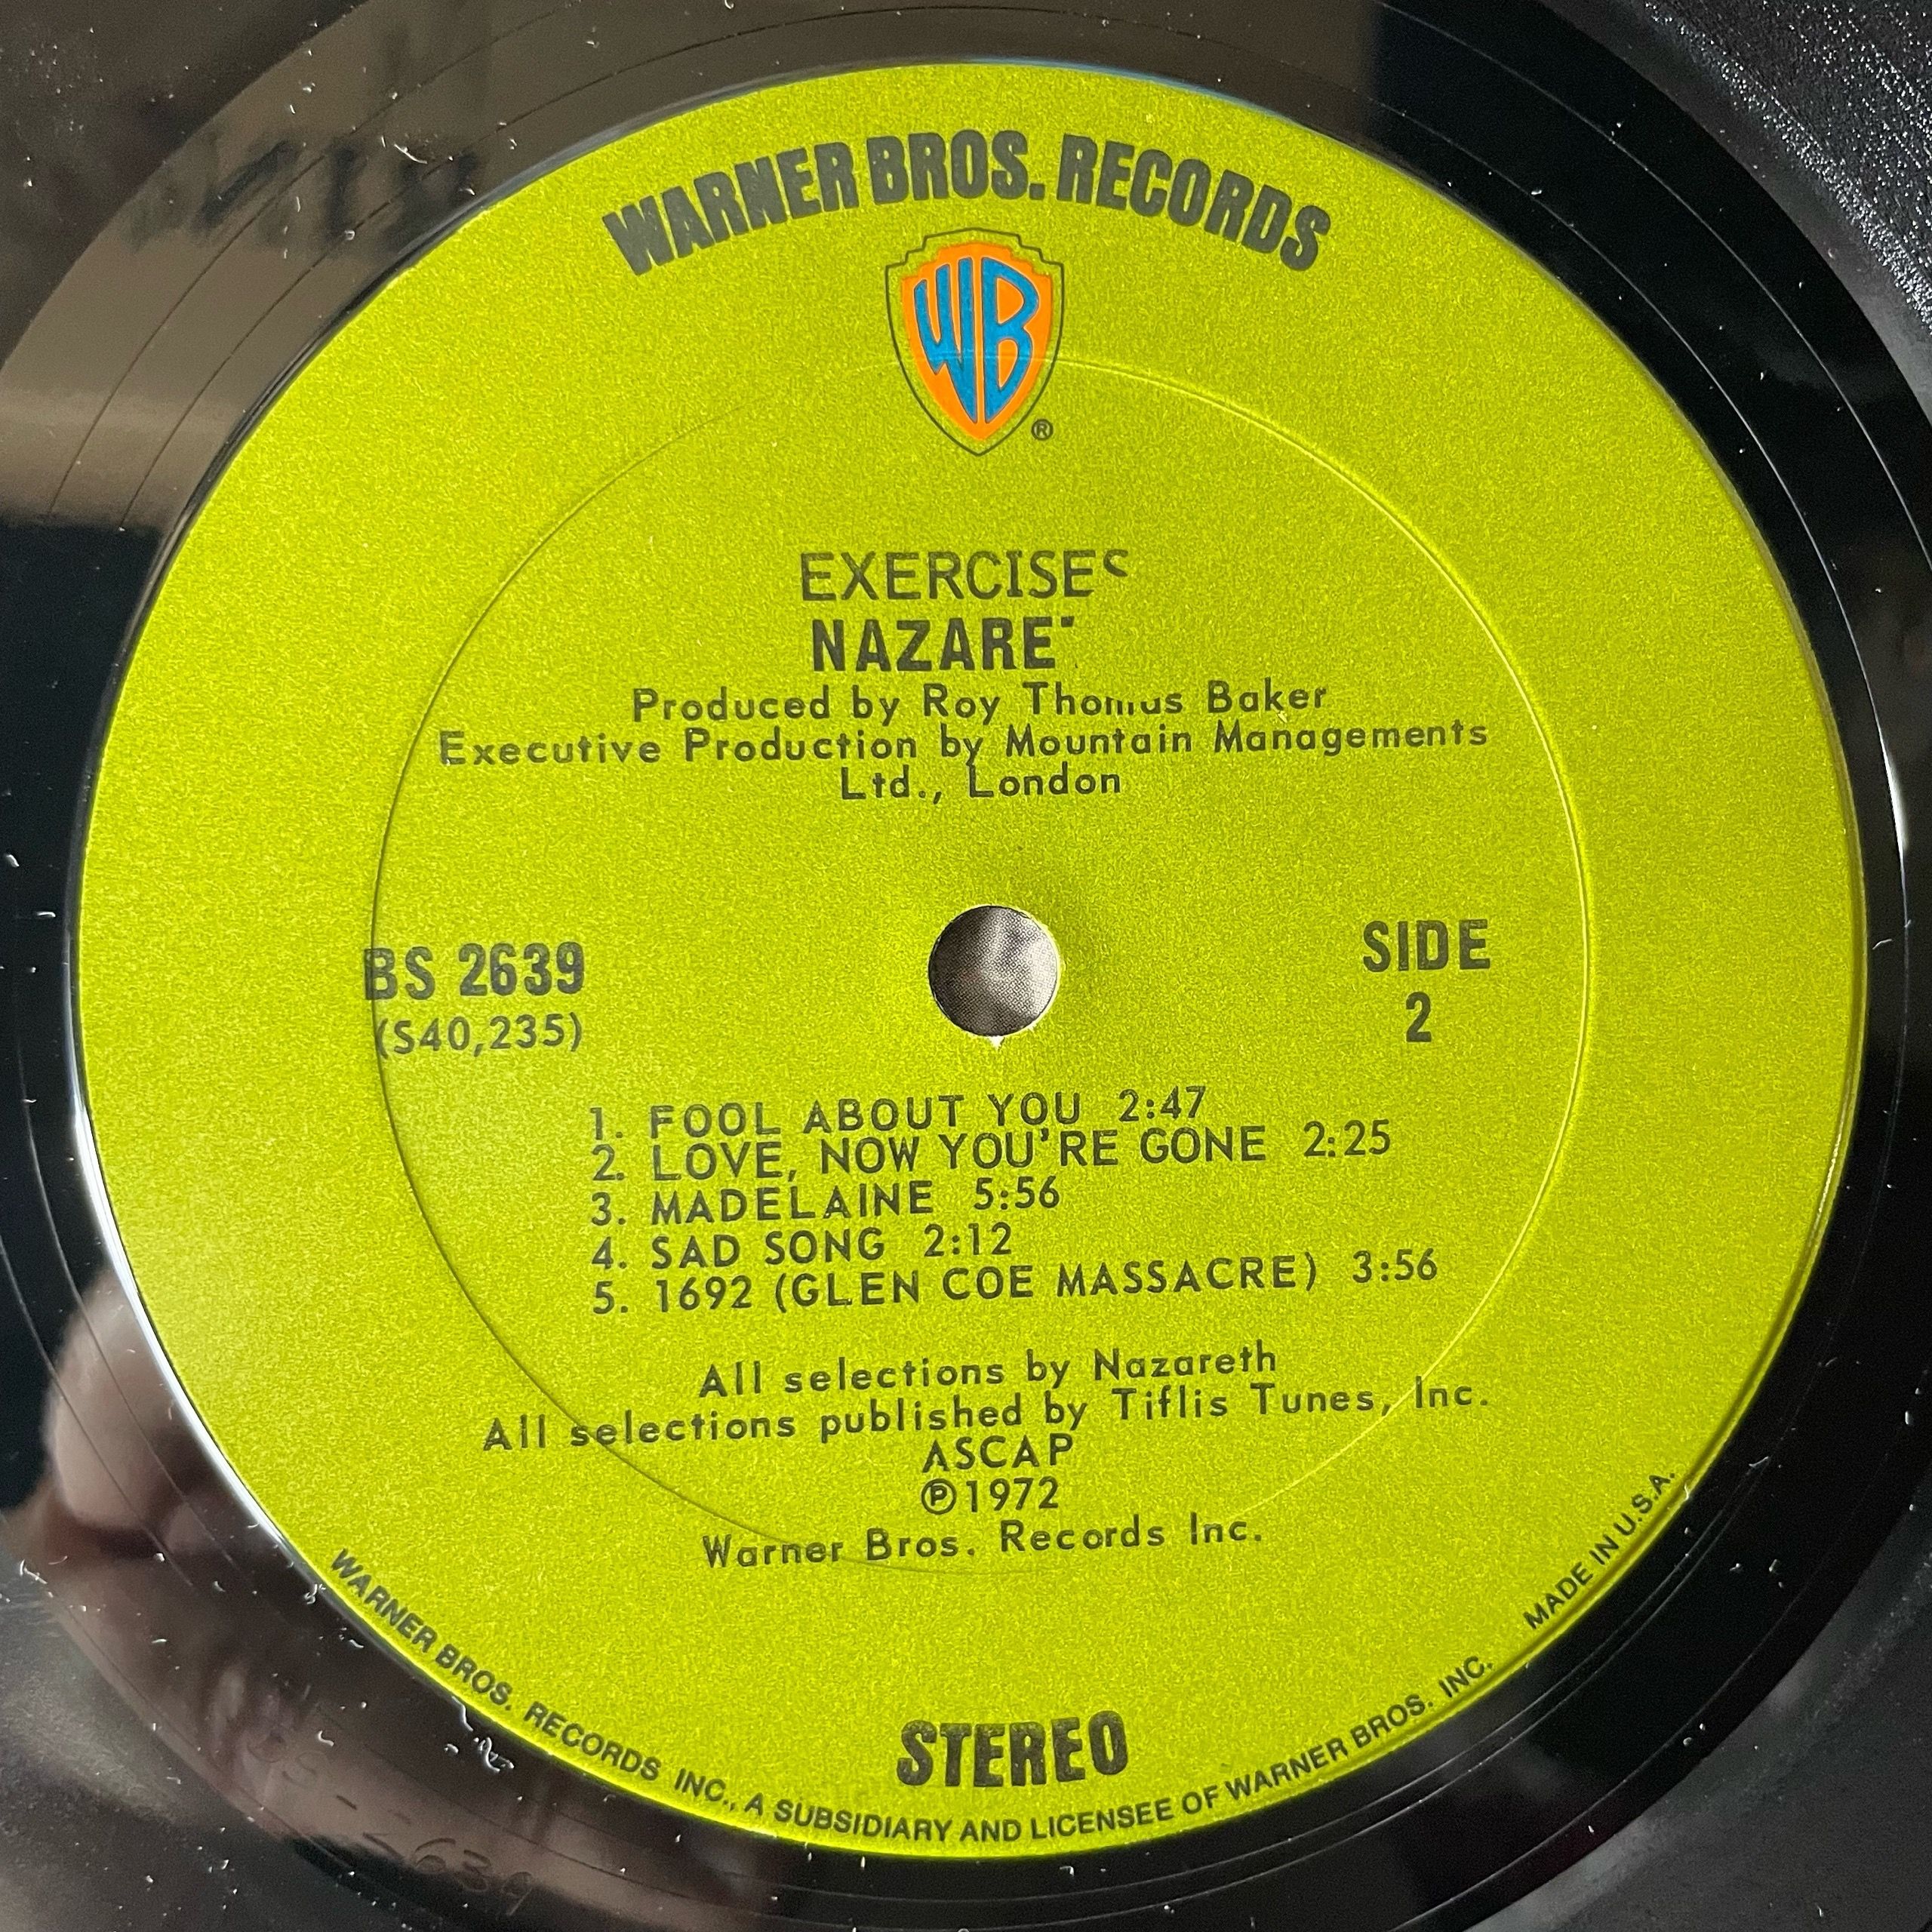 WARNER BROS. RECORDS
WB
®
EXERCISES
NAZARE
Produced by Roy Thomas Baker
Executive Production by Mountain Managements
Ltd., London
BS 2639
(S40,235)
SIDE
2
1. FOOL ABOUT YOU 2:47
2. LOVE, NOW YOU'RE GONE 2:25
3. MADELAINE 5:56
4. SAD SONG 2:12
5. 1692 (GLEN COE MASSACRE) 3:56
All selections by Nazareth
All selections published by Tiflis Tunes, Inc.
ASCAP
℗1972
Warner Bros. Records Inc.
STEREO
WARNER BROS. RECORDS INC., A SUBSIDIARY AND LICENSEE OF WARNER BROS. INC. MADE IN U.S.A.